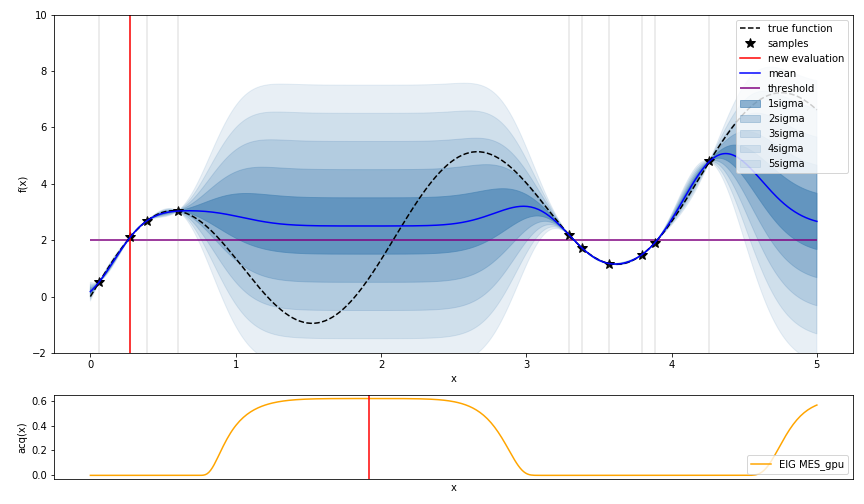 10
8
6
4
2
0
−2
f(x)
true function
samples
new evaluation
mean
threshold
1sigma
2sigma
3sigma
4sigma
5sigma
0 1 2 3 4 5
x
0.6
0.4
0.2
0.0
acq(x)
EIG MES_gpu
x